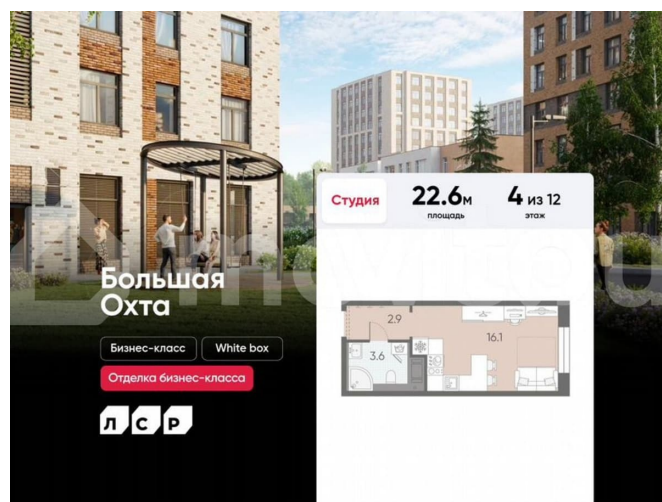 Студия
22.6м
площадь
4 из 12
этаж
Большая
Охта
Бизнес-класс
White box
Отделка бизнес-класса
ЛСР
2.9
16.1
3.6